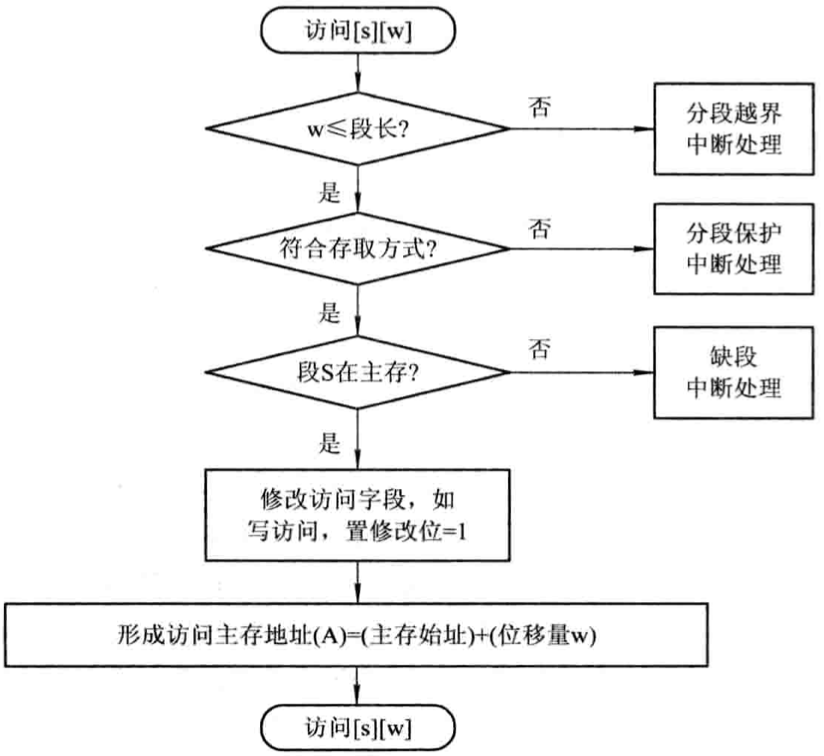 访问[s][w]
w≤段长?
否
分段越界
中断处理
是
符合存取方式?
否
分段保护
中断处理
是
段S在主存?
否
缺段
中断处理
是
修改访问字段，如
写访问，置修改位=1
形成访问主存地址(A)=(主存始址)+(位移量w)
访问[s][w]